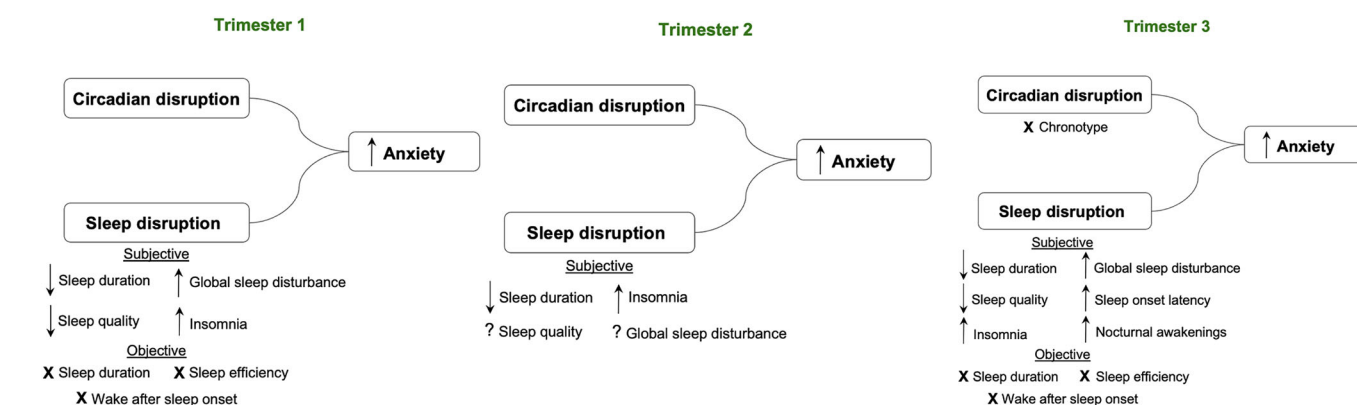 Trimester 1
Circadian disruption
↑ Anxiety
Sleep disruption
Subjective
↓ Sleep duration ↑ Global sleep disturbance
↓ Sleep quality ↑ Insomnia
Objective
X Sleep duration X Sleep efficiency
X Wake after sleep onset
Trimester 2
Circadian disruption
↑ Anxiety
Sleep disruption
Subjective
↓ Sleep duration ↑ Insomnia
? Sleep quality ? Global sleep disturbance
Trimester 3
Circadian disruption
X Chronotype
↑ Anxiety
Sleep disruption
Subjective
↓ Sleep duration ↑ Global sleep disturbance
↓ Sleep quality ↑ Sleep onset latency
↑ Insomnia ↑ Nocturnal awakenings
Objective
X Sleep duration X Sleep efficiency
X Wake after sleep onset